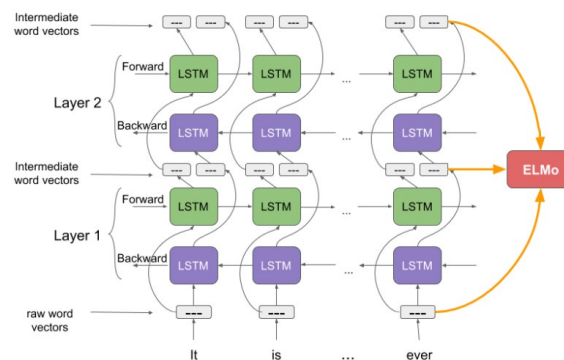 Intermediate
word vectors
--- --- --- --- --- ---
Forward
LSTM LSTM ... LSTM
Layer 2
Backward
LSTM LSTM ... LSTM
Intermediate
word vectors
--- --- --- --- --- ---
ELMo
Forward
LSTM LSTM ... LSTM
Layer 1
Backward
LSTM LSTM ... LSTM
raw word
vectors
--- --- ---
It is ... ever